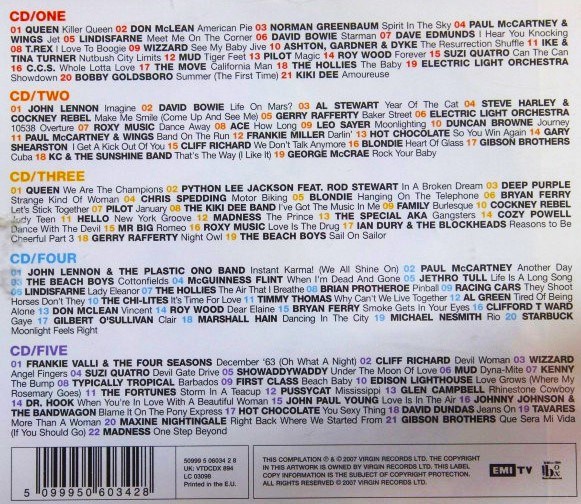 CD/ONE
01 QUEEN Killer Queen 02 DON McLEAN American Pie 03 NORMAN GREENBAUM Spirit In The Sky 04 PAUL McCARTNEY &
WINGS Jet 05 LINDISFARNE Meet Me On The Corner 06 DAVID BOWIE Starman 07 DAVE EDMUNDS I Hear You Knocking
08 T.REX I Love To Boogie 09 WIZZARD See My Baby Jive 10 ASHTON, GARDNER & DYKE The Resurrection Shuffle 11 IKE &
TINA TURNER Nutbush City Limits 12 MUD Tiger Feet 13 PILOT Magic 14 ROY WOOD Forever 15 SUZI QUATRO Can The Can
16 C.C.S. Whole Lotta Love 17 THE MOVE California Man 18 THE HOLLIES The Baby 19 ELECTRIC LIGHT ORCHESTRA
Showdown 20 BOBBY GOLDSBORO Summer (The First Time) 21 KIKI DEE Amoureuse
CD/TWO
01 JOHN LENNON Imagine 02 DAVID BOWIE Life On Mars? 03 AL STEWART Year Of The Cat 04 STEVE HARLEY &
COCKNEY REBEL Make Me Smile (Come Up And See Me) 05 GERRY RAFFERTY Baker Street 06 ELECTRIC LIGHT ORCHESTRA
10538 Overture 07 ROXY MUSIC Dance Away 08 ACE How Long 09 LEO SAYER Moonlighting 10 DUNCAN BROWNE Journey
11 PAUL McCARTNEY & WINGS Band On The Run 12 FRANKIE MILLER Darlin' 13 HOT CHOCOLATE So You Win Again 14 GARY
SHEARSTON I Get A Kick Out Of You 15 CLIFF RICHARD We Don't Talk Anymore 16 BLONDIE Heart Of Glass 17 GIBSON BROTHERS
Cuba 18 KC & THE SUNSHINE BAND That's The Way (I Like It) 19 GEORGE McCRAE Rock Your Baby
CD/THREE
01 QUEEN We Are The Champions 02 PYTHON LEE JACKSON FEAT. ROD STEWART In A Broken Dream 03 DEEP PURPLE
Strange Kind Of Woman 04 CHRIS SPEDDING Motor Biking 05 BLONDIE Hanging On The Telephone 06 BRYAN FERRY
Let's Stick Together 07 PILOT January 08 THE KIKI DEE BAND I've Got The Music In Me 09 FAMILY Burlesque 10 COCKNEY REBEL
Judy Teen 11 HELLO New York Groove 12 MADNESS The Prince 13 THE SPECIAL AKA Gangsters 14 COZY POWELL
Dance With The Devil 15 MR BIG Romeo 16 ROXY MUSIC Love Is The Drug 17 IAN DURY & THE BLOCKHEADS Reasons To Be
Cheerful Part 3 18 GERRY RAFFERTY Night Owl 19 THE BEACH BOYS Sail On Sailor
CD/FOUR
01 JOHN LENNON & THE PLASTIC ONO BAND Instant Karma! (We All Shine On) 02 PAUL McCARTNEY Another Day
03 THE BEACH BOYS Cottonfields 04 McGUINNESS FLINT When I'm Dead And Gone 05 JETHRO TULL Life Is A Long Song
06 LINDISFARNE Lady Eleanor 07 THE HOLLIES The Air That I Breathe 08 BRIAN PROTHEROE Pinball 09 RACING CARS They Shoot
Horses Don't They 10 THE CHI-LITES It's Time For Love 11 TIMMY THOMAS Why Can't We Live Together 12 AL GREEN Tired Of Being
Alone 13 DON McLEAN Vincent 14 ROY WOOD Dear Elaine 15 BRYAN FERRY Smoke Gets In Your Eyes 16 CLIFFORD T WARD
Gaye 17 GILBERT O'SULLIVAN Clair 18 MARSHALL HAIN Dancing In The City 19 MICHAEL NESMITH Rio 20 STARBUCK
Moonlight Feels Right
CD/FIVE
01 FRANKIE VALLI & THE FOUR SEASONS December '63 (Oh What A Night) 02 CLIFF RICHARD Devil Woman 03 WIZZARD
Angel Fingers 04 SUZI QUATRO Devil Gate Drive 05 SHOWADDYWADDY Under The Moon Of Love 06 MUD Dyna-Mite 07 KENNY
The Bump 08 TYPICALLY TROPICAL Barbados 09 FIRST CLASS Beach Baby 10 EDISON LIGHTHOUSE Love Grows (Where My
Rosemary Goes) 11 THE FORTUNES Storm In A Teacup 12 PUSSYCAT Mississippi 13 GLEN CAMPBELL Rhinestone Cowboy
14 DR. HOOK When You're In Love With A Beautiful Woman 15 JOHN PAUL YOUNG Love Is In The Air 16 JOHNNY JOHNSON &
THE BANDWAGON Blame It On The Pony Express 17 HOT CHOCOLATE You Sexy Thing 18 DAVID DUNDAS Jeans On 19 TAVARES
More Than A Woman 20 MAXINE NIGHTINGALE Right Back Where We Started From 21 GIBSON BROTHERS Que Sera Mi Vida
(If You Should Go) 22 MADNESS One Step Beyond
50999 5 06034 2 8
UK: VTDCDX 894
LC 03098
Printed in the E.U.
5 099950 603428
THIS COMPILATION ℗ & © 2007 VIRGIN RECORDS LTD. THE COPYRIGHT
IN THIS ARTWORK IS OWNED BY VIRGIN RECORDS LTD. THIS LABEL
COPY INFORMATION IS THE SUBJECT OF COPYRIGHT PROTECTION.
ALL RIGHTS RESERVED. © 2007 VIRGIN RECORDS LTD.
EMI TV